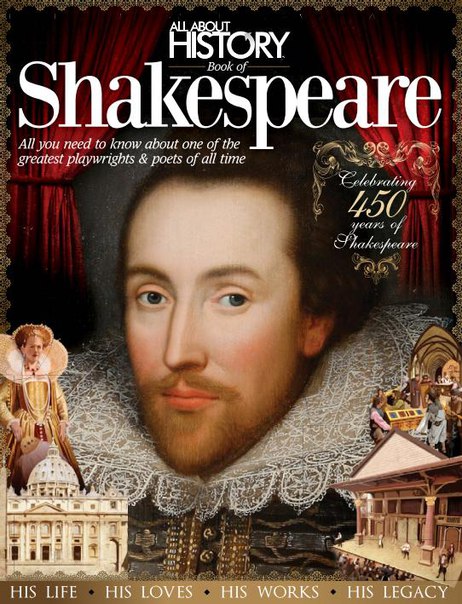 ALL ABOUT
HISTORY
Book of
Shakespeare
All you need to know about one of the
greatest playwrights & poets of all time
Celebrating
450
years of
Shakespeare
HIS LIFE • HIS LOVES • HIS WORKS • HIS LEGACY